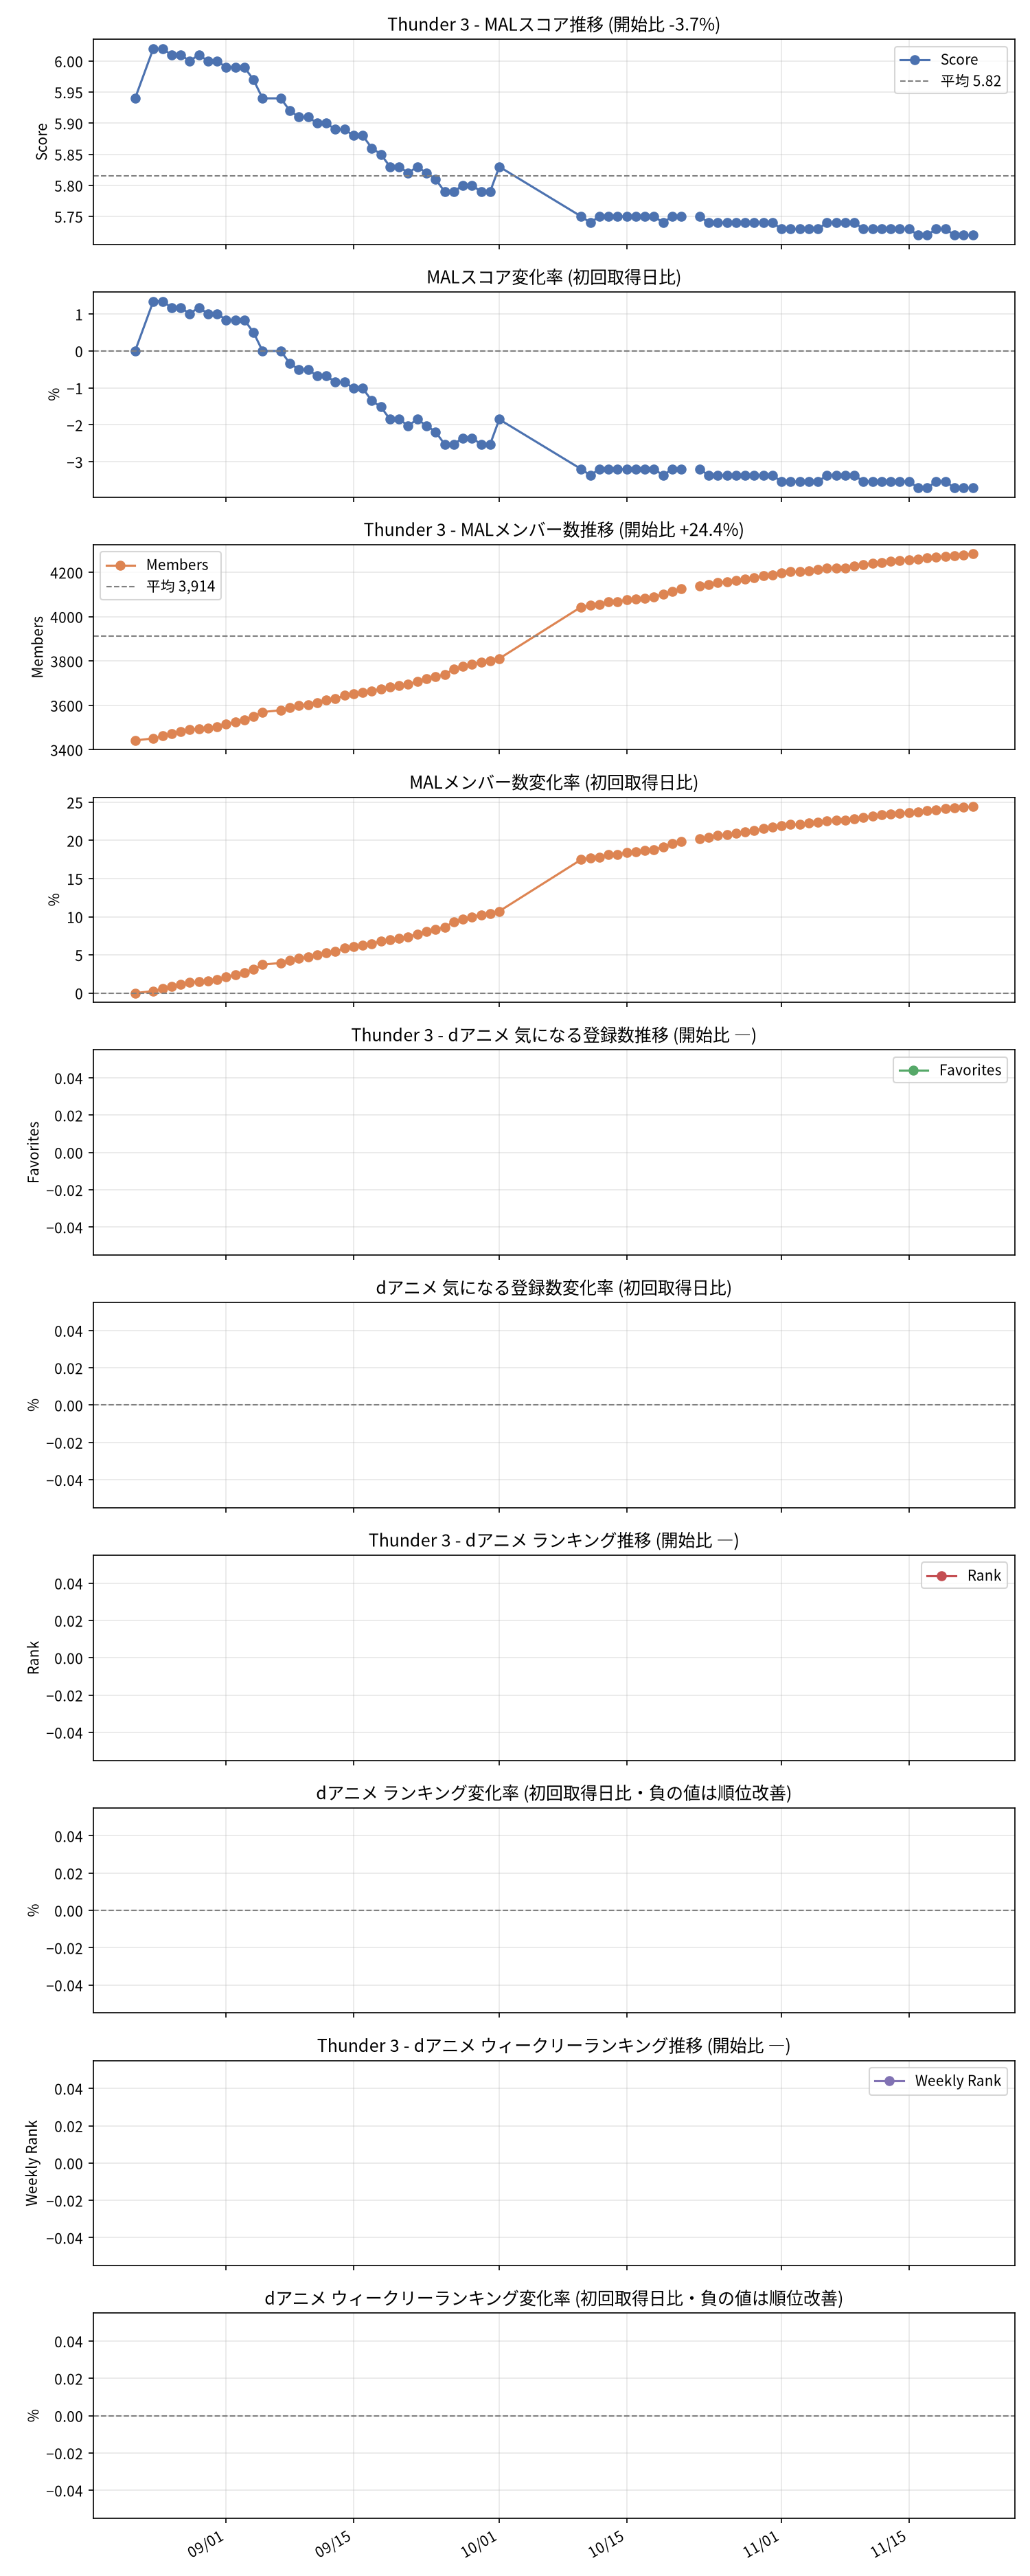 Thunder 3 - MALスコア推移 (開始比 -3.7%)
Score
6.00
5.95
5.90
5.85
5.80
5.75
Score
平均 5.82
MALスコア変化率 (初回取得日比)
%
1
0
−1
−2
−3
Thunder 3 - MALメンバー数推移 (開始比 +24.4%)
Members
4200
4000
3800
3600
3400
Members
平均 3,914
MALメンバー数変化率 (初回取得日比)
%
25
20
15
10
5
0
Thunder 3 - dアニメ 気になる登録数推移 (開始比 —)
Favorites
0.04
0.02
0.00
−0.02
−0.04
Favorites
dアニメ 気になる登録数変化率 (初回取得日比)
%
0.04
0.02
0.00
−0.02
−0.04
Thunder 3 - dアニメ ランキング推移 (開始比 —)
Rank
0.04
0.02
0.00
−0.02
−0.04
Rank
dアニメ ランキング変化率 (初回取得日比・負の値は順位改善)
%
0.04
0.02
0.00
−0.02
−0.04
Thunder 3 - dアニメ ウィークリーランキング推移 (開始比 —)
Weekly Rank
0.04
0.02
0.00
−0.02
−0.04
Weekly Rank
dアニメ ウィークリーランキング変化率 (初回取得日比・負の値は順位改善)
%
0.04
0.02
0.00
−0.02
−0.04
09/01
09/15
10/01
10/15
11/01
11/15